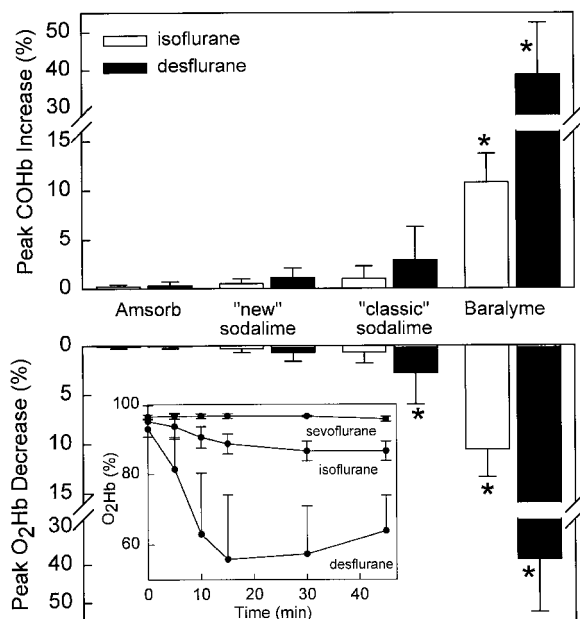 Peak COHb Increase (%)
50
40
30
15
10
5
0
isoflurane
desflurane
*
*
Amsorb "new" sodalime "classic" sodalime Baralyme
Peak O2Hb Decrease (%)
0
5
10
15
30
40
50
*
*
*
O2Hb (%)
100
80
60
sevoflurane
isoflurane
desflurane
0 10 20 30 40
Time (min)